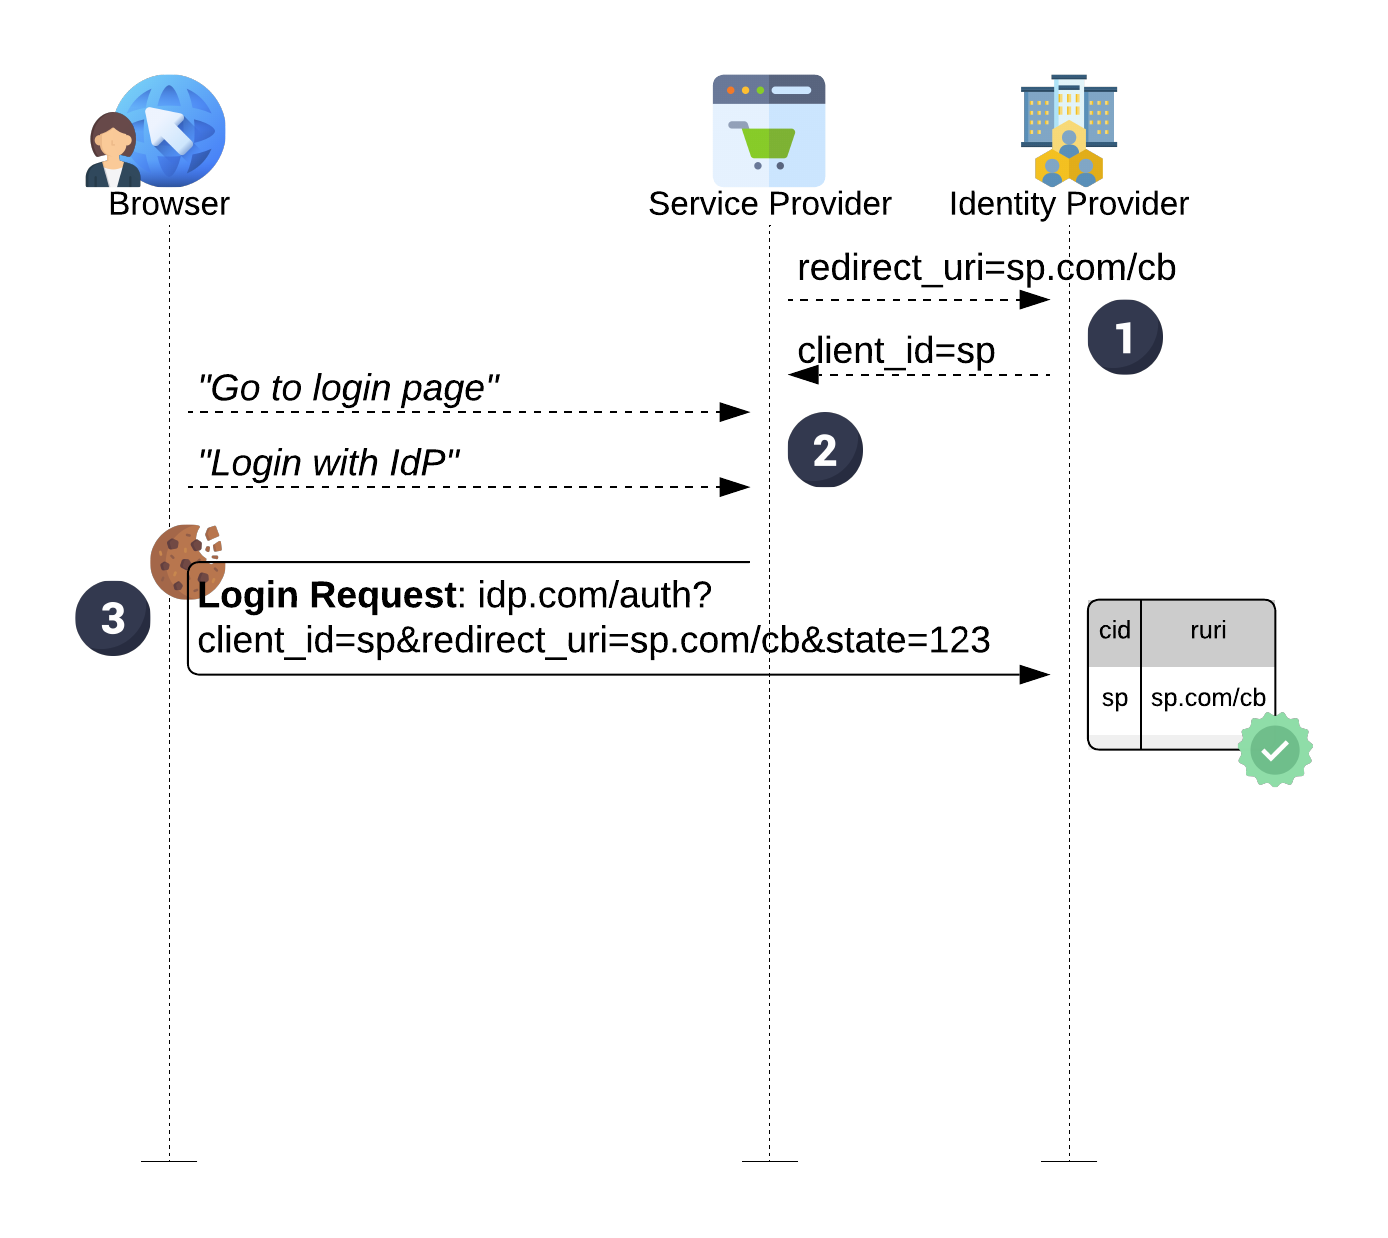 Browser
Service Provider
Identity Provider
redirect_uri=sp.com/cb
1
client_id=sp
"Go to login page"
2
"Login with IdP"
3
Login Request: idp.com/auth?
client_id=sp&redirect_uri=sp.com/cb&state=123
cid ruri
sp sp.com/cb